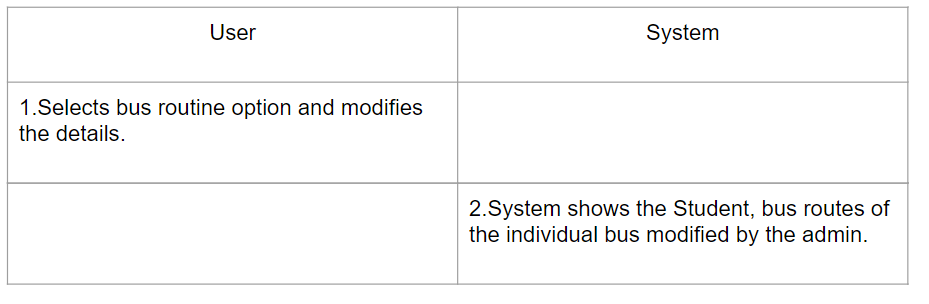 User
System
1.Selects bus routine option and modifies
the details.
2.System shows the Student, bus routes of
the individual bus modified by the admin.